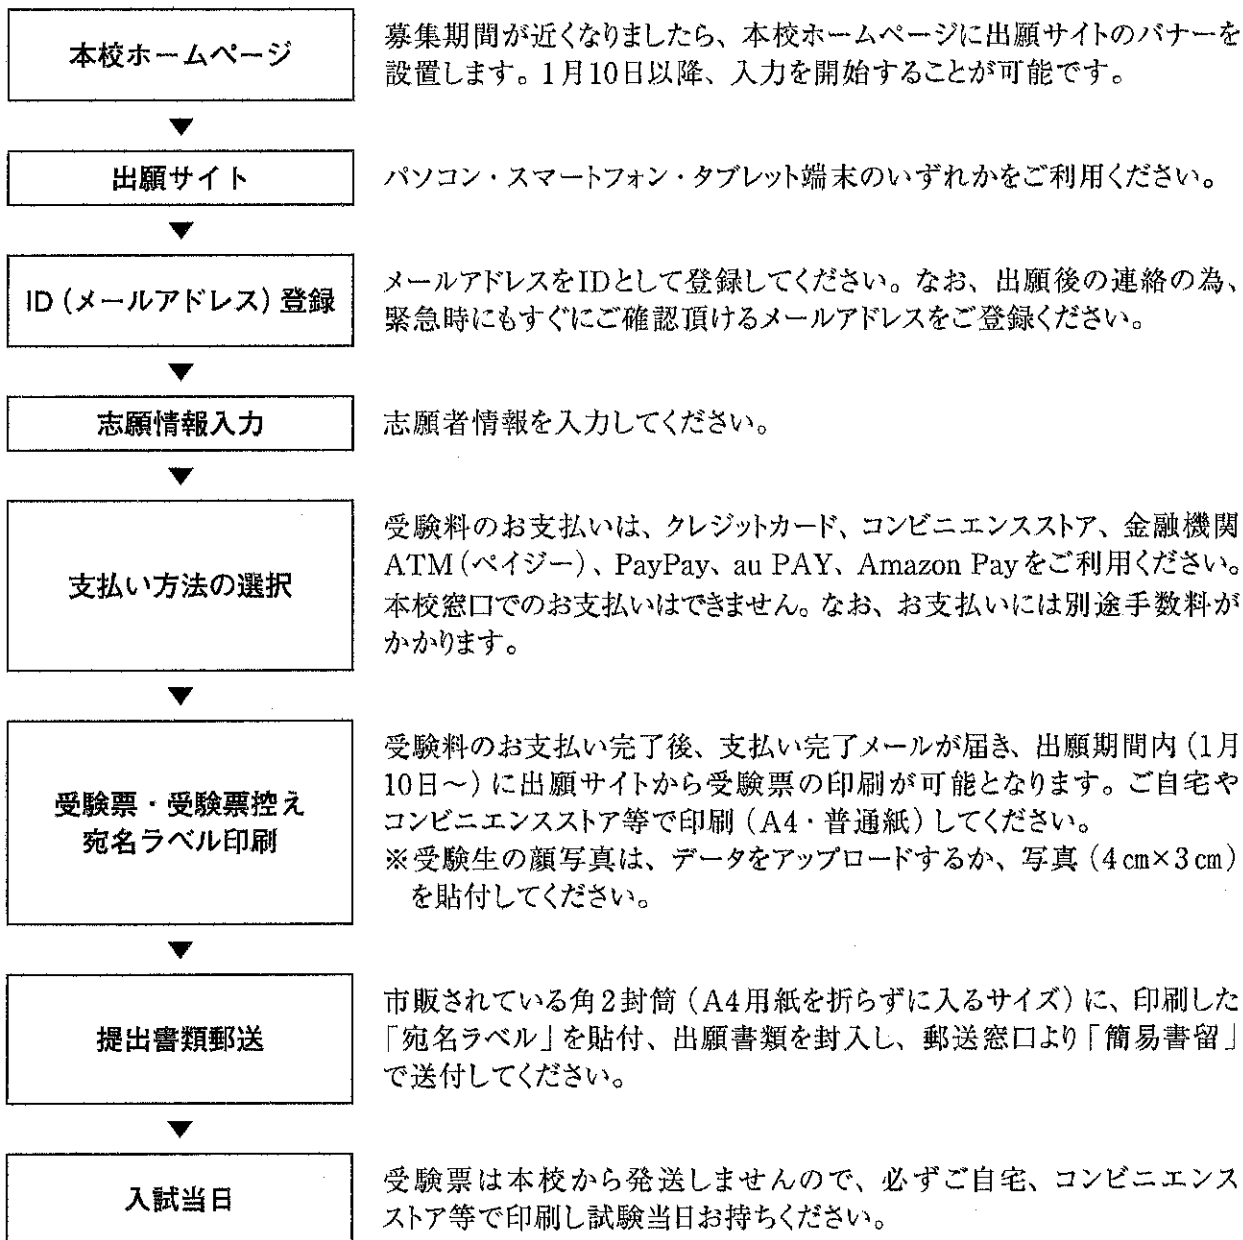 本校ホームページ
募集期間が近くなりましたら、本校ホームページに出願サイトのバナーを
設置します。1月10日以降、入力を開始することが可能です。
▼
出願サイト
パソコン・スマートフォン・タブレット端末のいずれかをご利用ください。
▼
ID（メールアドレス）登録
メールアドレスをIDとして登録してください。なお、出願後の連絡の為、
緊急時にもすぐにご確認頂けるメールアドレスをご登録ください。
▼
志願情報入力
志願者情報を入力してください。
▼
支払い方法の選択
受験料のお支払いは、クレジットカード、コンビニエンスストア、金融機関
ATM（ペイジー）、PayPay、au PAY、Amazon Payをご利用ください。
本校窓口でのお支払いはできません。なお、お支払いには別途手数料が
かかります。
▼
受験票・受験票控え
宛名ラベル印刷
受験料のお支払い完了後、支払い完了メールが届き、出願期間内（1月
10日～）に出願サイトから受験票の印刷が可能となります。ご自宅や
コンビニエンスストア等で印刷（A4・普通紙）してください。
※受験生の顔写真は、データをアップロードするか、写真（4㎝×3㎝）
を貼付してください。
▼
提出書類郵送
市販されている角2封筒（A4用紙を折らずに入るサイズ）に、印刷した
「宛名ラベル」を貼付、出願書類を封入し、郵送窓口より「簡易書留」
で送付してください。
▼
入試当日
受験票は本校から発送しませんので、必ずご自宅、コンビニエンス
ストア等で印刷し試験当日お持ちください。